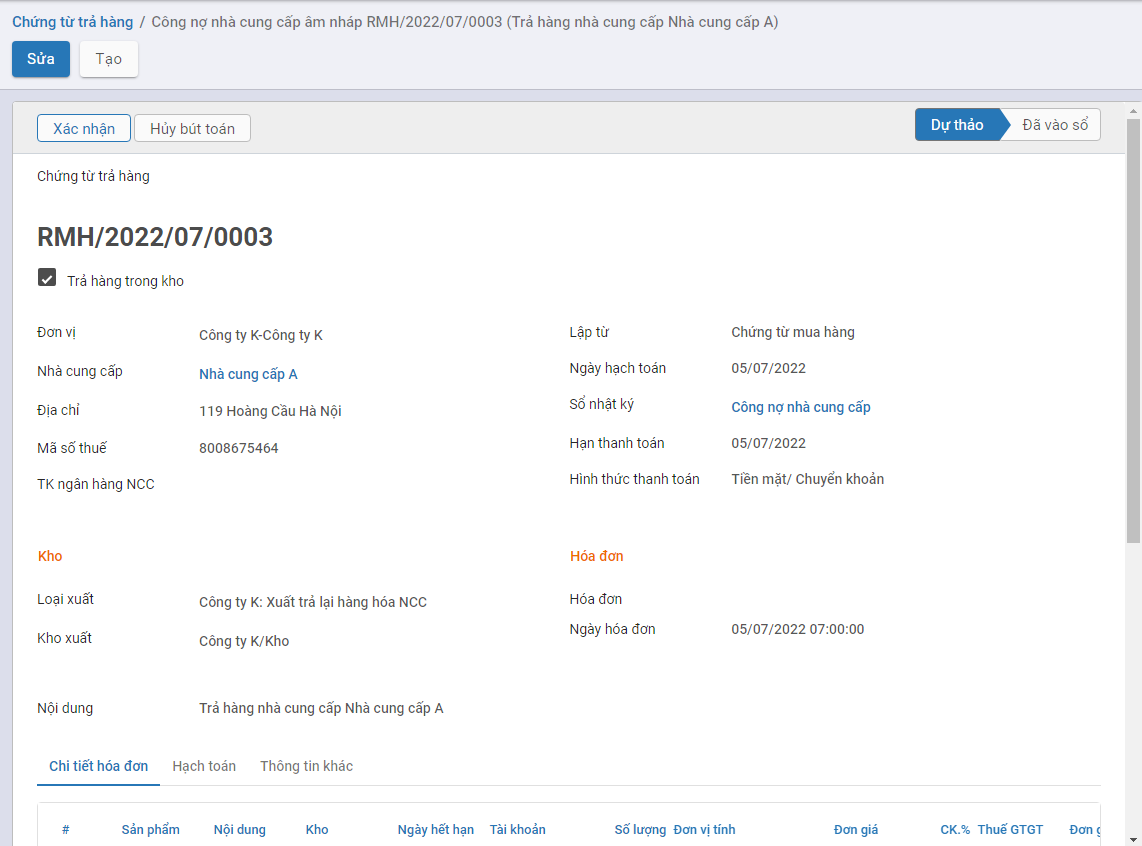 Chứng từ trả hàng / Công nợ nhà cung cấp âm nháp RMH/2022/07/0003 (Trả hàng nhà cung cấp Nhà cung cấp A)
Sửa Tạo
Xác nhận Hủy bút toán Dự thảo Đã vào sổ
Chứng từ trả hàng
RMH/2022/07/0003
Trả hàng trong kho
Đơn vị Công ty K-Công ty K
Nhà cung cấp Nhà cung cấp A
Địa chỉ 119 Hoàng Cầu Hà Nội
Mã số thuế 8008675464
TK ngân hàng NCC
Lập từ Chứng từ mua hàng
Ngày hạch toán 05/07/2022
Sổ nhật ký Công nợ nhà cung cấp
Hạn thanh toán 05/07/2022
Hình thức thanh toán Tiền mặt/ Chuyển khoản
Kho
Loại xuất Công ty K: Xuất trả lại hàng hóa NCC
Kho xuất Công ty K/Kho
Hóa đơn
Hóa đơn
Ngày hóa đơn 05/07/2022 07:00:00
Nội dung Trả hàng nhà cung cấp Nhà cung cấp A
Chi tiết hóa đơn Hạch toán Thông tin khác
# Sản phẩm Nội dung Kho Ngày hết hạn Tài khoản Số lượng Đơn vị tính Đơn giá CK.% Thuế GTGT Đơn